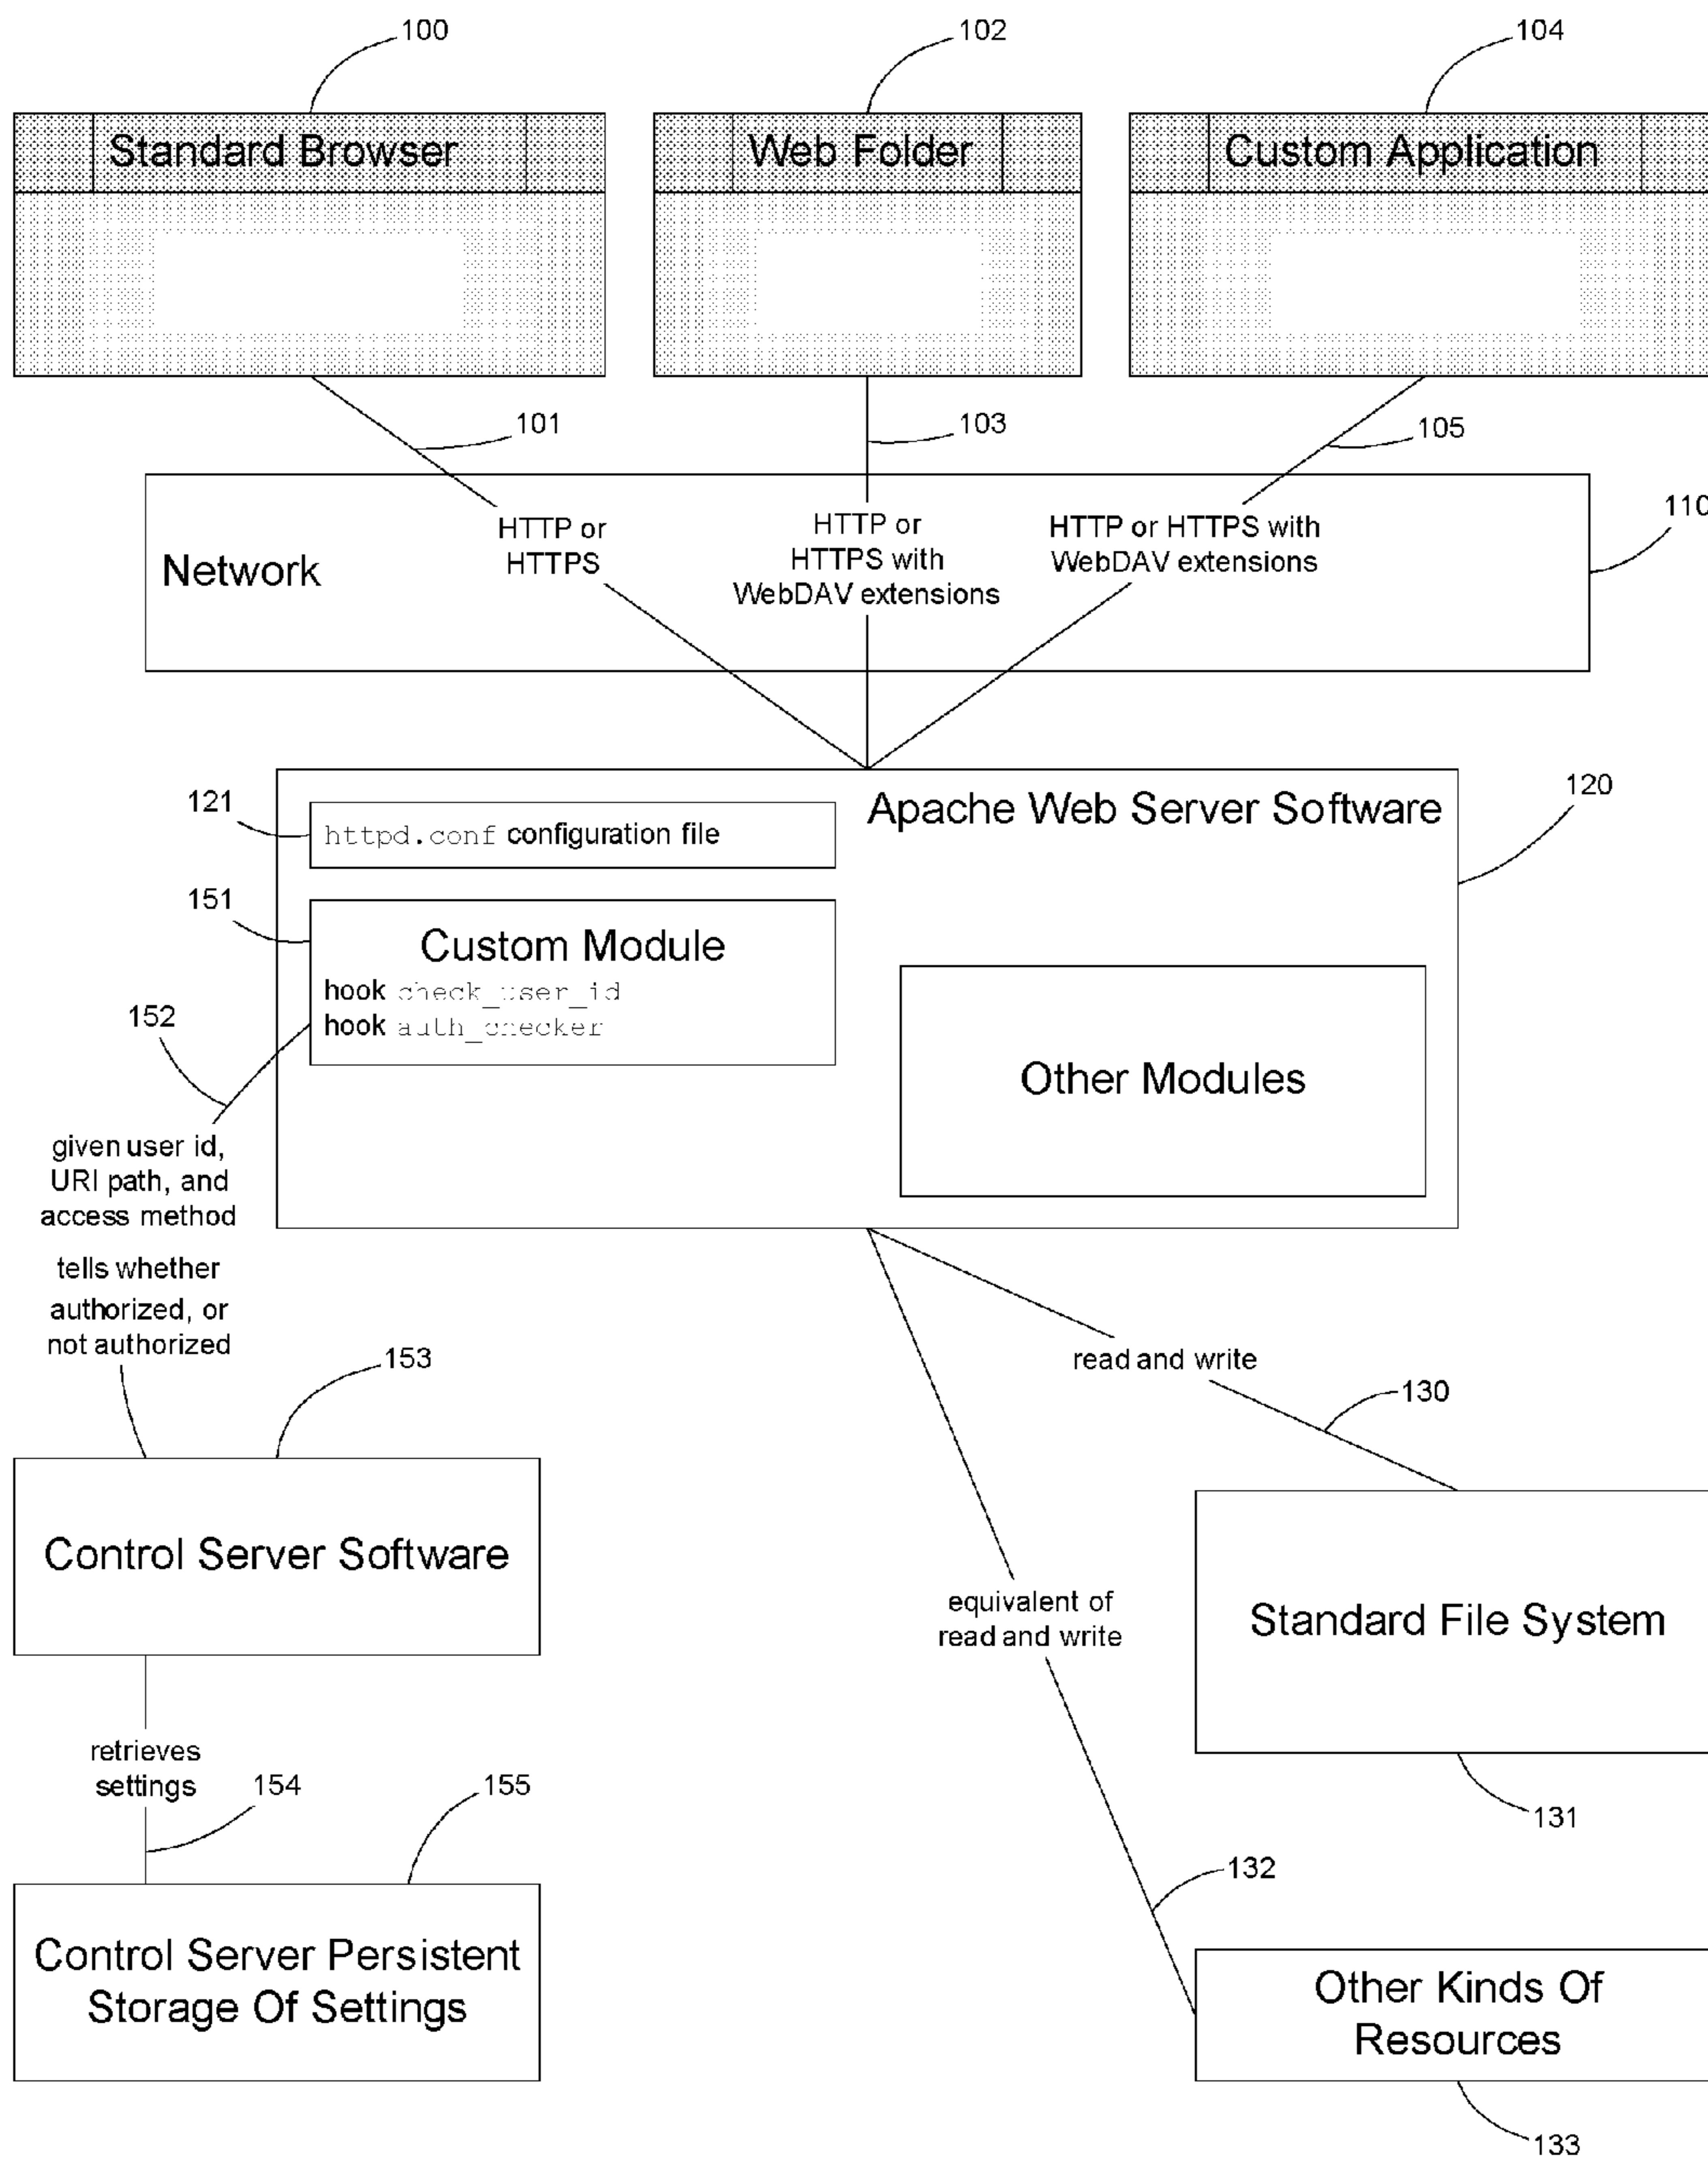 100
102
104
Standard Browser
Web Folder
Custom Application
101
103
105
110
HTTP or
HTTPS
HTTP or
HTTPS with
WebDAV extensions
HTTP or HTTPS with
WebDAV extensions
Network
120
121
httpd.conf configuration file
Apache Web Server Software
151
Custom Module
hook check_user_id
hook auth_checker
Other Modules
152
given user id,
URI path, and
access method
tells whether
authorized, or
not authorized
153
read and write
130
Control Server Software
equivalent of
read and write
Standard File System
retrieves
settings
154
155
131
132
Control Server Persistent
Storage Of Settings
Other Kinds Of
Resources
133